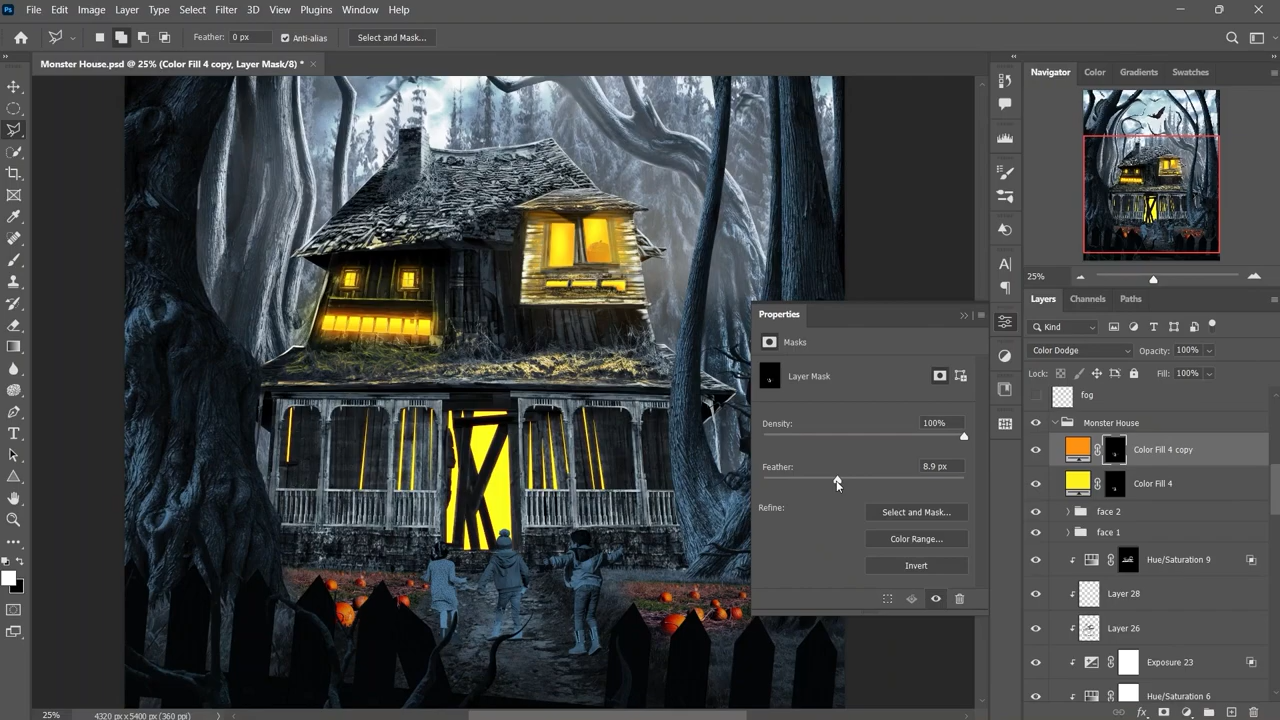 Ps File Edit Image Layer Type Select Filter 3D View Plugins Window Help
Feather: 0 px Anti-alias Select and Mask...
Monster House.psd @ 25% (Color Fill 4 copy, Layer Mask/8) *
Navigator Color Gradients Swatches
25%
Properties
Masks
Layer Mask
Density: 100%
Feather: 8.9 px
Refine: Select and Mask...
Color Range...
Invert
Layers Channels Paths
Kind
Color Dodge Opacity: 100%
Lock: Fill: 100%
fog
Monster House
Color Fill 4 copy
Color Fill 4
face 2
face 1
Hue/Saturation 9
Layer 28
Layer 26
Exposure 23
Hue/Saturation 6
25% 4320 px x 5400 px (360 ppi)